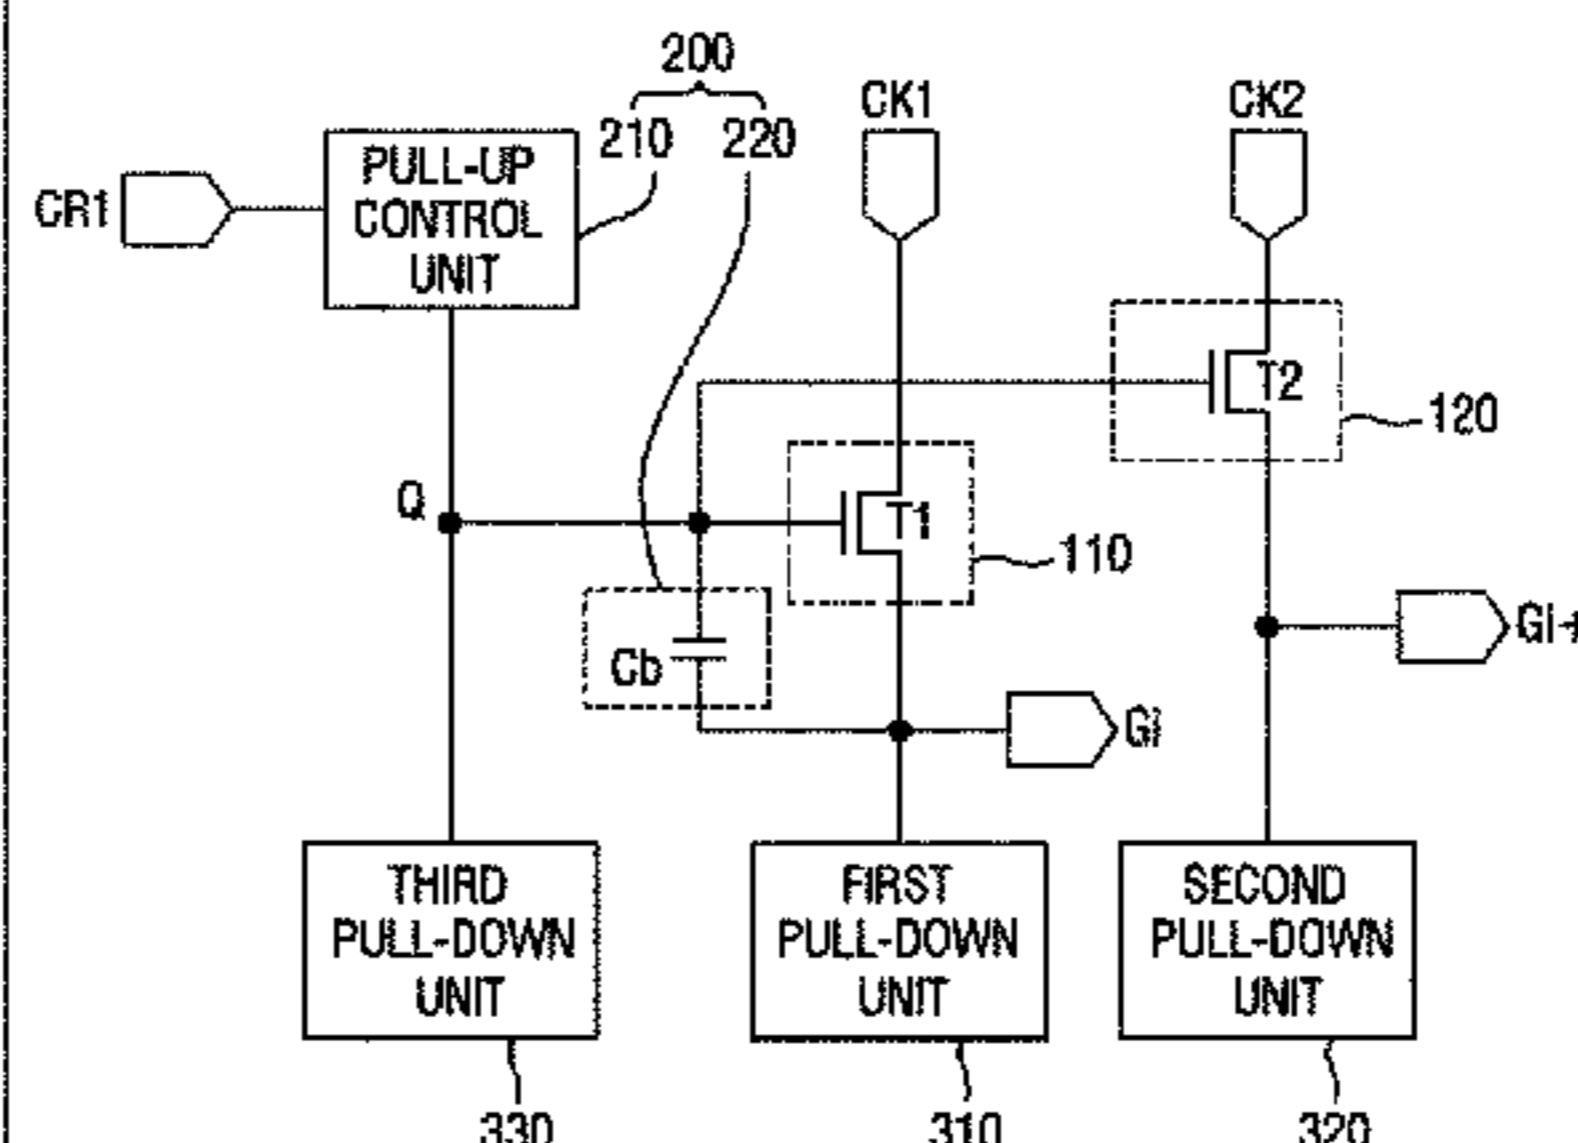 200
210 220
CK1
CK2
CR1
PULL-UP
CONTROL
UNIT
T2
120
Q
T1
110
Cb
Gi+
Gi
THIRD
PULL-DOWN
UNIT
FIRST
PULL-DOWN
UNIT
SECOND
PULL-DOWN
UNIT
330
310
320